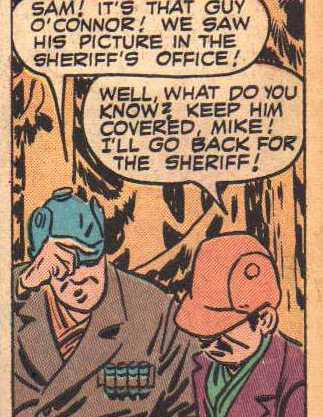 SAM! IT'S THAT GUY
O'CONNOR! WE SAW
HIS PICTURE IN THE
SHERIFF'S OFFICE!
WELL, WHAT DO YOU
KNOW? KEEP HIM
COVERED, MIKE!
I'LL GO BACK FOR
THE SHERIFF!